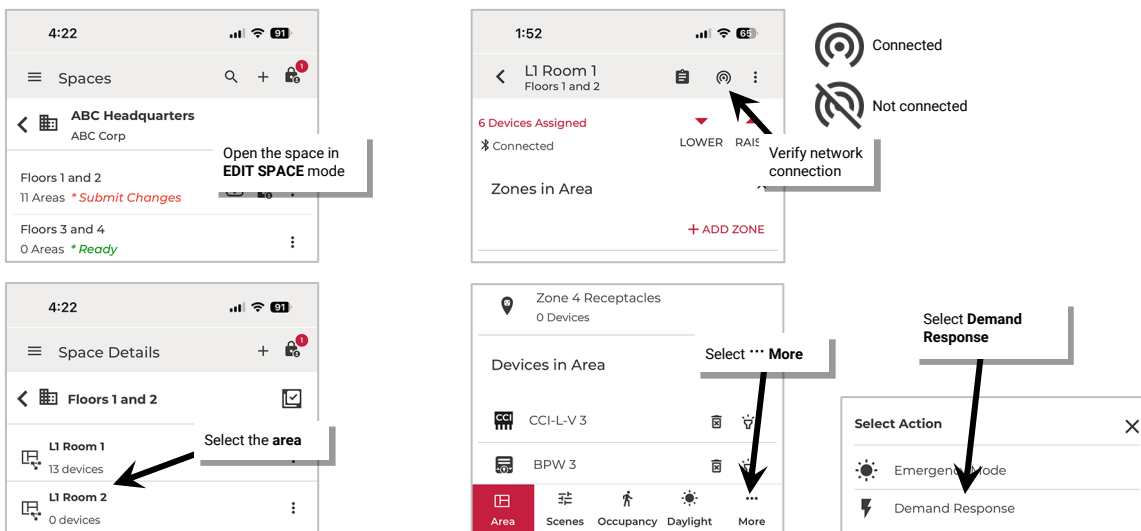 4:22
91
Spaces
1
ABC Headquarters
ABC Corp
Open the space in
EDIT SPACE mode
Floors 1 and 2
11 Areas * Submit Changes
Floors 3 and 4
0 Areas * Ready
1:52
65
L1 Room 1
Floors 1 and 2
6 Devices Assigned
Connected
LOWER
Verify network
connection
Zones in Area
+ ADD ZONE
Connected
Not connected
4:22
91
Space Details
1
Floors 1 and 2
L1 Room 1
13 devices
Select the area
L1 Room 2
0 devices
Zone 4 Receptacles
0 Devices
Select ··· More
Devices in Area
CCI
CCI-L-V 3
BPW 3
Area Scenes Occupancy Daylight More
Select Demand
Response
Select Action
Emergency Mode
Demand Response